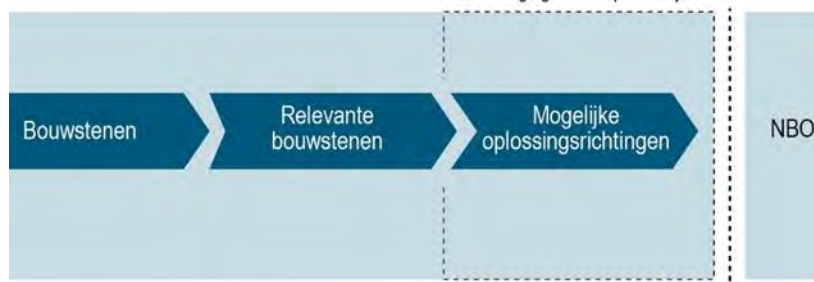 Bouwstenen
Relevante
bouwstenen
Mogelijke
oplossingsrichtingen
NBO